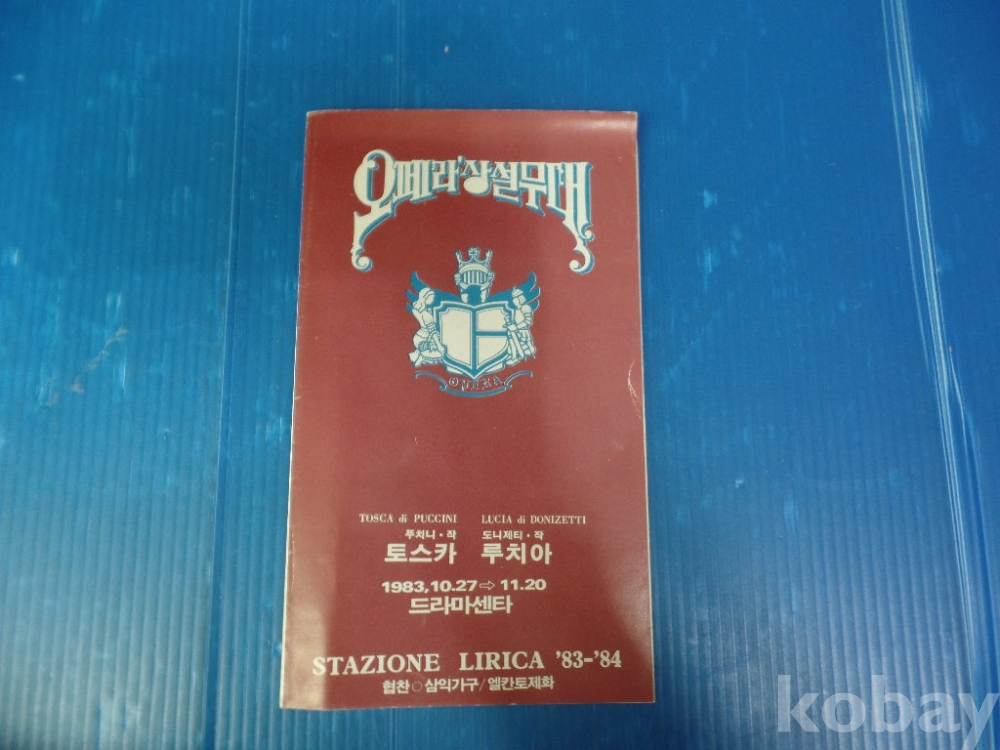 오페라상설무대
OPERA
TOSCA di PUCCINI LUCIA di DONIZETTI
푸치니・작 도니제티・작
토스카 루치아
1983,10.27⇨11.20
드라마센타
STAZIONE LIRICA '83-'84
협찬○삼익가구/엘칸토제화
kobay